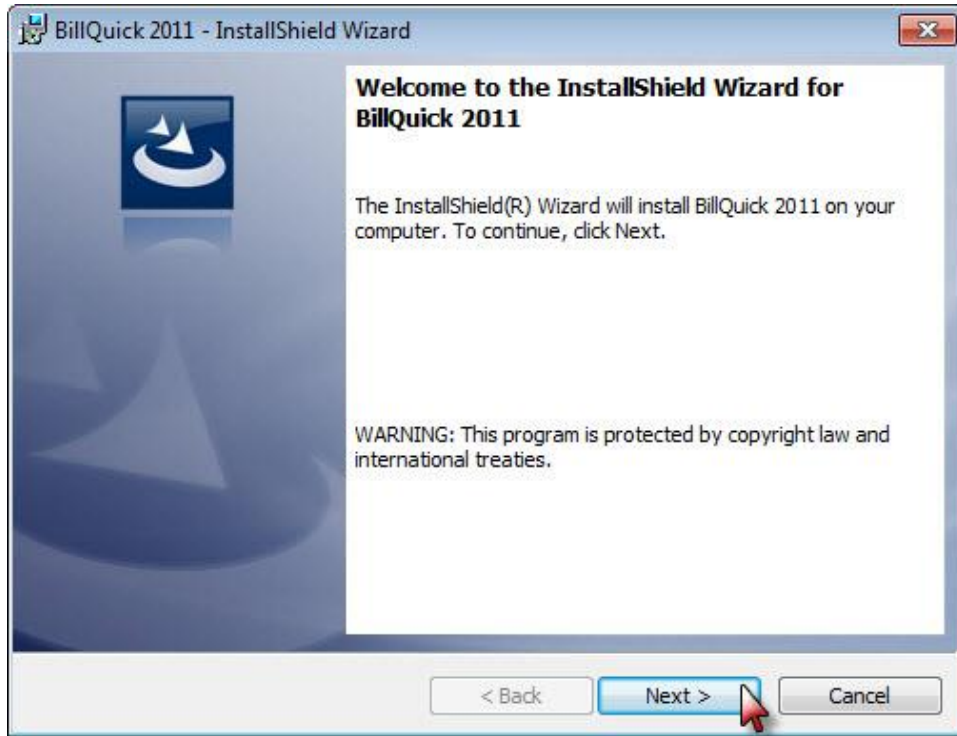 BillQuick 2011 - InstallShield Wizard
Welcome to the InstallShield Wizard for
BillQuick 2011
The InstallShield(R) Wizard will install BillQuick 2011 on your
computer. To continue, click Next.
WARNING: This program is protected by copyright law and
international treaties.
< Back Next > Cancel